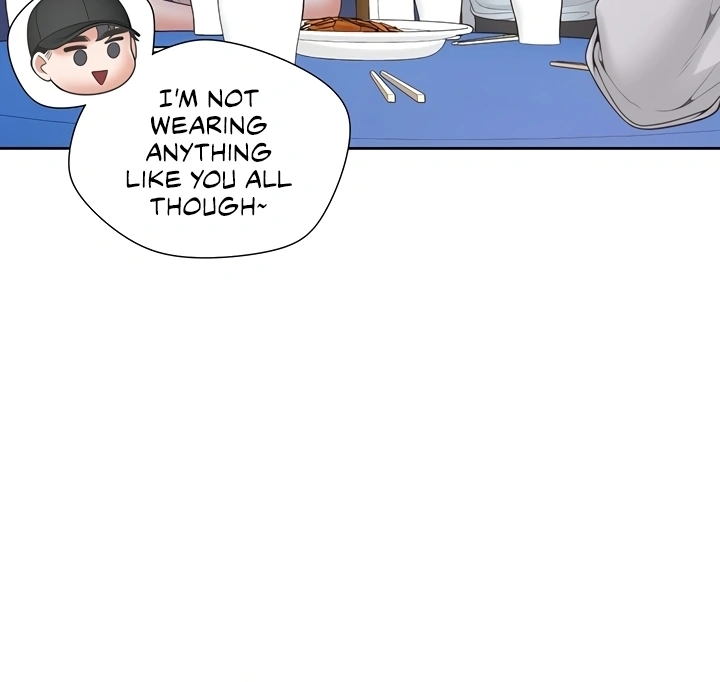 I'M NOT
WEARING
ANYTHING
LIKE YOU ALL
THOUGH~